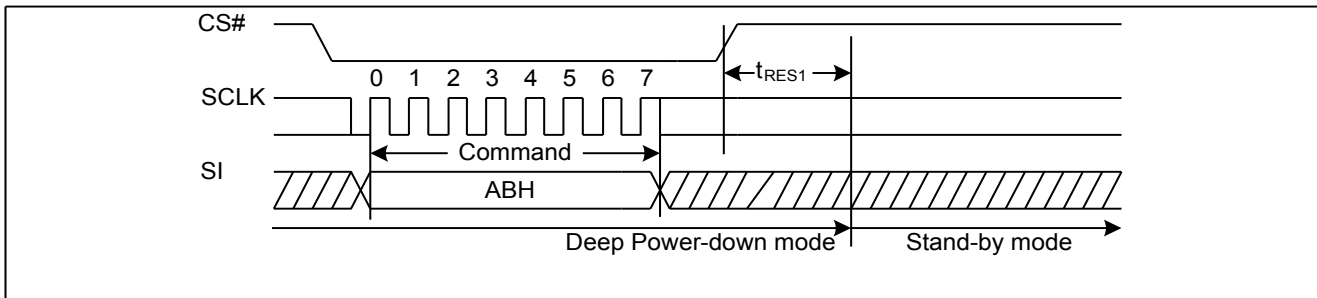 CS#
tRES1
0 1 2 3 4 5 6 7
SCLK
Command
SI
ABH
Deep Power-down mode Stand-by mode